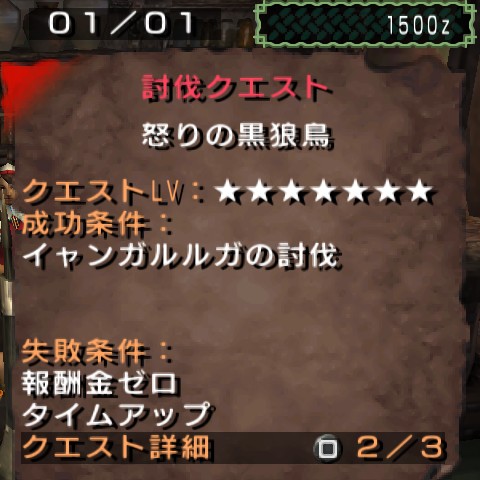 01／01
1500z
討伐クエスト
怒りの黒狼鳥
クエストLV：★★★★★★★
成功条件：
イャンガルルガの討伐
失敗条件：
報酬金ゼロ
タイムアップ
クエスト詳細 2／3